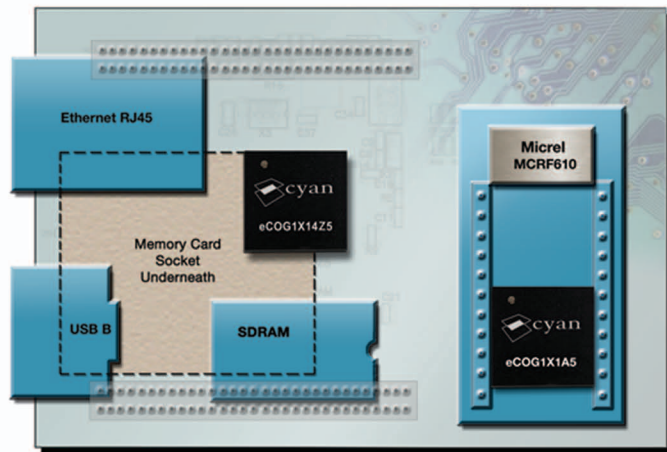 Ethernet RJ45
Micrel
MCRF610
cyan
eCOG1X14Z5
Memory Card
Socket
Underneath
USB B
SDRAM
cyan
eCOG1X1A5